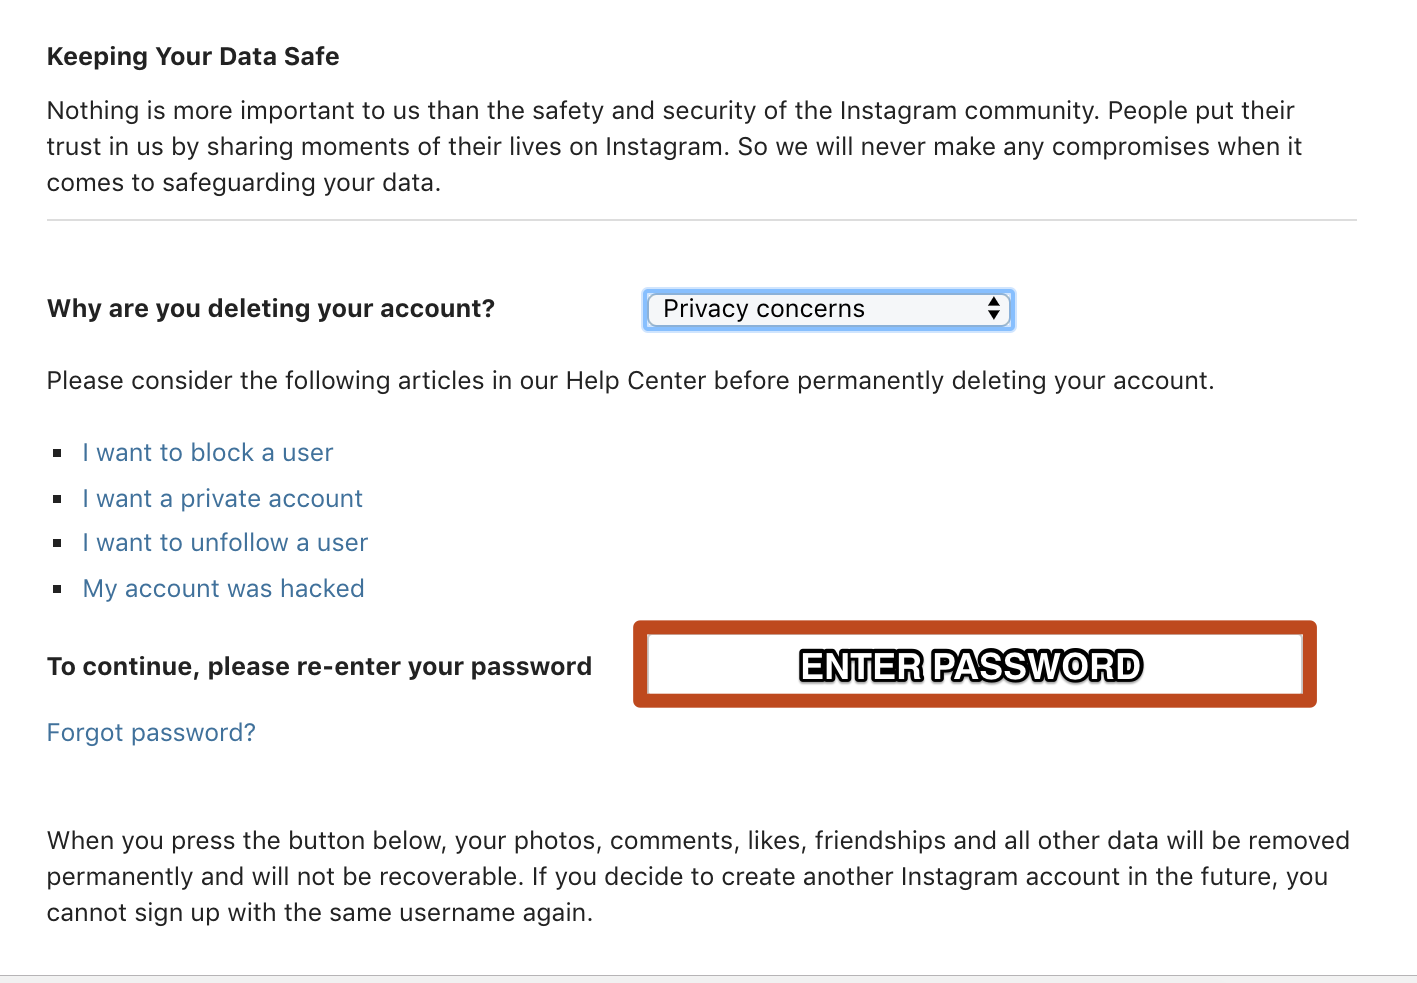 Keeping Your Data Safe
Nothing is more important to us than the safety and security of the Instagram community. People put their
trust in us by sharing moments of their lives on Instagram. So we will never make any compromises when it
comes to safeguarding your data.
Why are you deleting your account?
Privacy concerns
Please consider the following articles in our Help Center before permanently deleting your account.
I want to block a user
I want a private account
I want to unfollow a user
My account was hacked
To continue, please re-enter your password
ENTER PASSWORD
Forgot password?
When you press the button below, your photos, comments, likes, friendships and all other data will be removed
permanently and will not be recoverable. If you decide to create another Instagram account in the future, you
cannot sign up with the same username again.